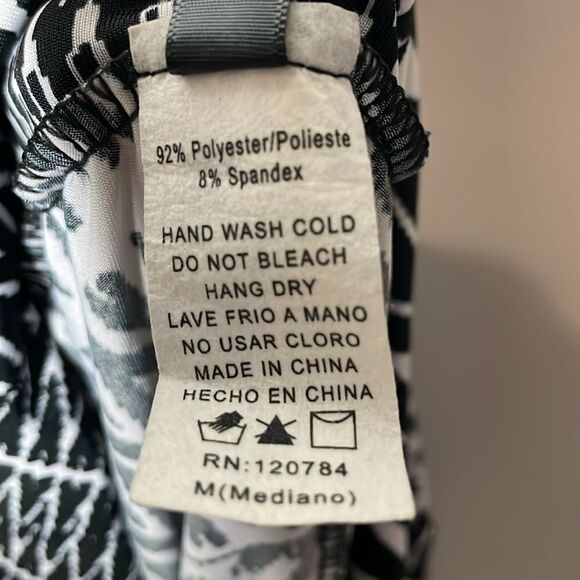 92% Polyester/Polieste
8% Spandex
HAND WASH COLD
DO NOT BLEACH
HANG DRY
LAVE FRIO A MANO
NO USAR CLORO
MADE IN CHINA
HECHO EN CHINA
RN:120784
M(Mediano)